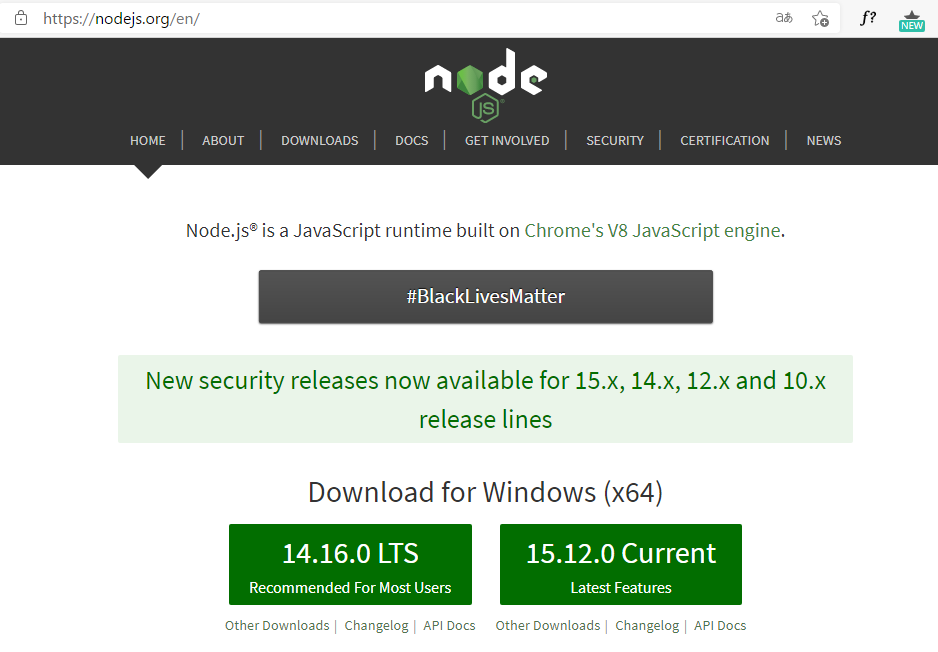 https://nodejs.org/en/
aあ
f?
NEW
node
JS
HOME | ABOUT | DOWNLOADS | DOCS | GET INVOLVED | SECURITY | CERTIFICATION | NEWS
Node.js® is a JavaScript runtime built on Chrome's V8 JavaScript engine.
#BlackLivesMatter
New security releases now available for 15.x, 14.x, 12.x and 10.x
release lines
Download for Windows (x64)
14.16.0 LTS
Recommended For Most Users
15.12.0 Current
Latest Features
Other Downloads | Changelog | API Docs
Other Downloads | Changelog | API Docs